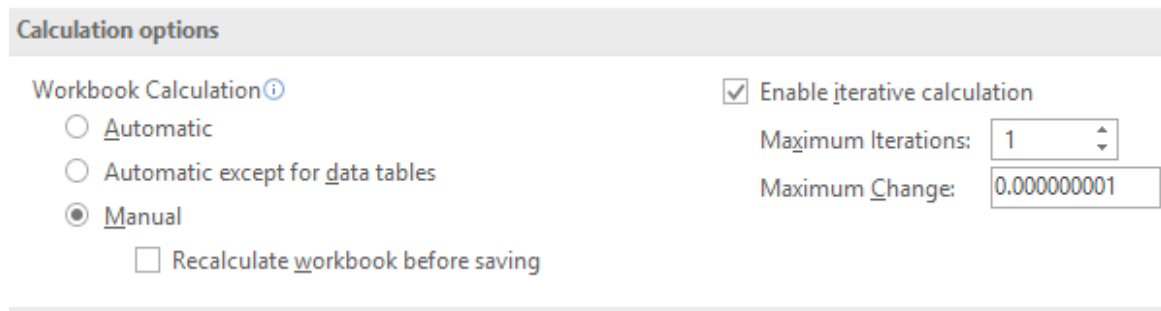 Calculation options
Workbook Calculation
Automatic
Automatic except for data tables
Manual
Recalculate workbook before saving
Enable iterative calculation
Maximum Iterations: 1
Maximum Change: 0.000000001